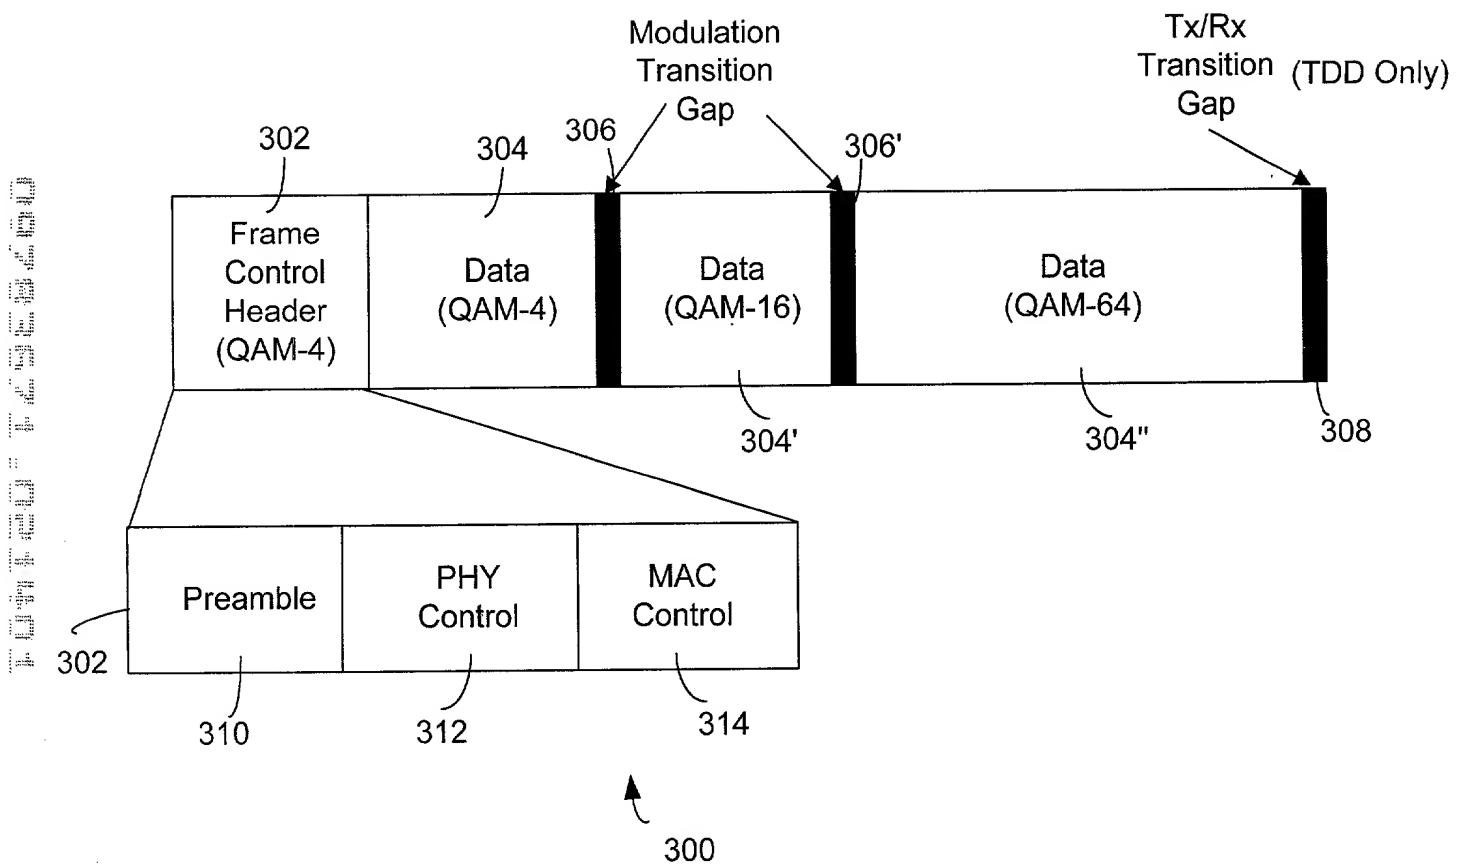 Modulation
Transition
Gap
Tx/Rx
Transition
Gap
(TDD Only)
302
304
306
306'
Frame
Control
Header
(QAM-4)
Data
(QAM-4)
Data
(QAM-16)
Data
(QAM-64)
304'
304"
308
Preamble
PHY
Control
MAC
Control
302
310
312
314
300